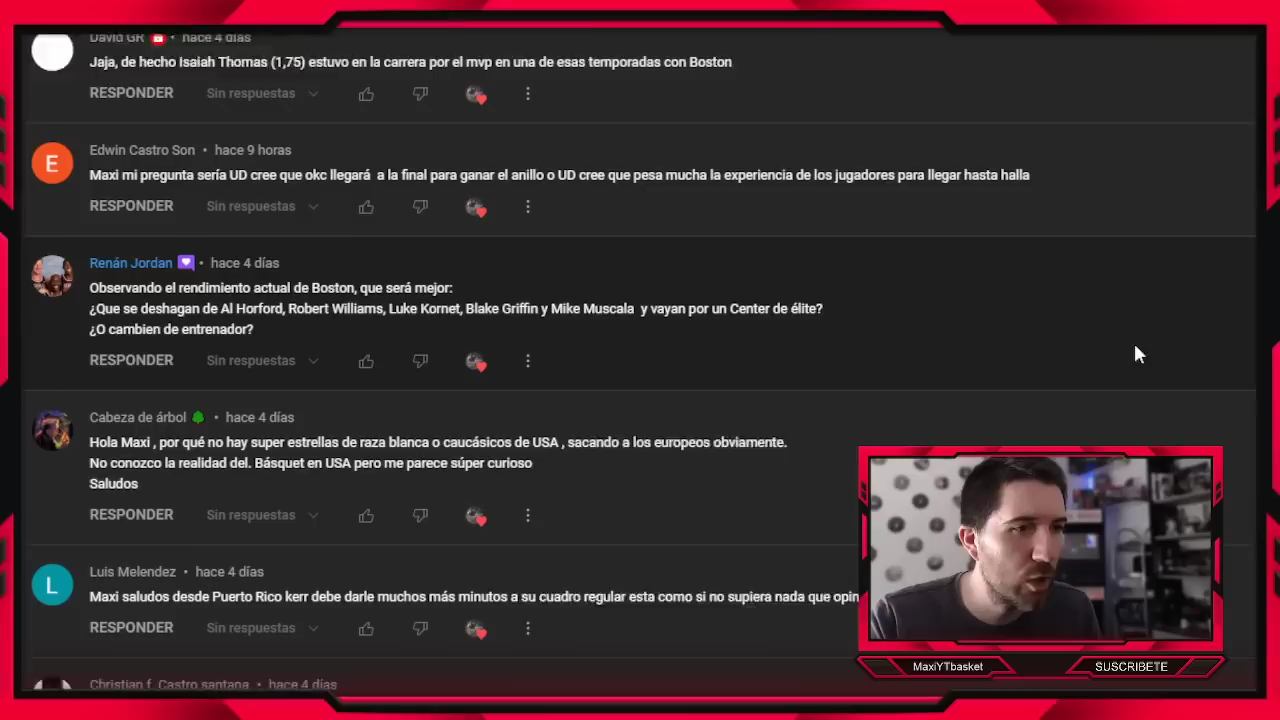 David GR • hace 4 días
Jaja, de hecho Isaiah Thomas (1,75) estuvo en la carrera por el mvp en una de esas temporadas con Boston
RESPONDER Sin respuestas
E
Edwin Castro Son • hace 9 horas
Maxi mi pregunta sería UD cree que okc llegará a la final para ganar el anillo o UD cree que pesa mucha la experiencia de los jugadores para llegar hasta halla
RESPONDER Sin respuestas
Renán Jordan • hace 4 días
Observando el rendimiento actual de Boston, que será mejor:
¿Que se deshagan de Al Horford, Robert Williams, Luke Kornet, Blake Griffin y Mike Muscala y vayan por un Center de élite?
¿O cambien de entrenador?
RESPONDER Sin respuestas
Cabeza de árbol • hace 4 días
Hola Maxi , por qué no hay super estrellas de raza blanca o caucásicos de USA , sacando a los europeos obviamente.
No conozco la realidad del. Básquet en USA pero me parece súper curioso
Saludos
RESPONDER Sin respuestas
L
Luis Melendez • hace 4 días
Maxi saludos desde Puerto Rico kerr debe darle muchos más minutos a su cuadro regular esta como si no supiera nada que opin
RESPONDER Sin respuestas
Christian f. Castro santana • hace 4 días
MaxiYTbasket
SUSCRIBETE